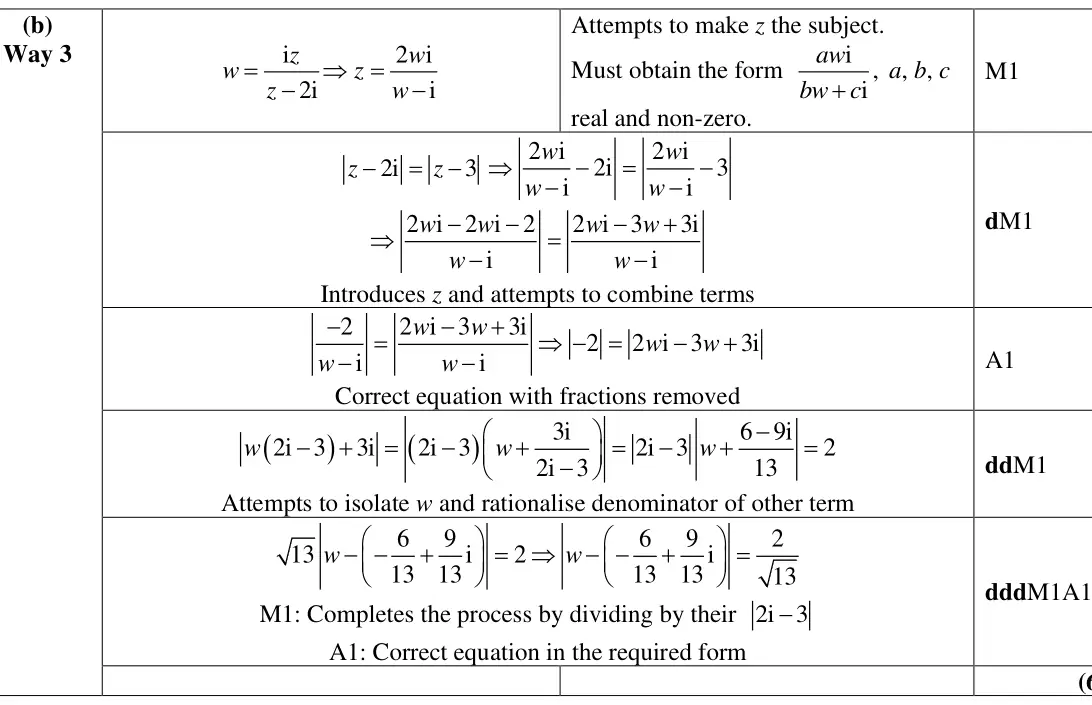 (b)
Way 3
w = iz/(z − 2i) ⇒ z = 2wi/(w − i)
Attempts to make z the subject.
Must obtain the form awi/(bw + ci), a, b, c
real and non-zero.
M1
|z − 2i| = |z − 3| ⇒ |2wi/(w − i) − 2i| = |2wi/(w − i) − 3|
⇒ |(2wi − 2wi − 2)/(w − i)| = |(2wi − 3w + 3i)/(w − i)|
Introduces z and attempts to combine terms
dM1
|−2/(w − i)| = |(2wi − 3w + 3i)/(w − i)| ⇒ |−2| = |2wi − 3w + 3i|
Correct equation with fractions removed
A1
|w(2i − 3) + 3i| = |(2i − 3)(w + 3i/(2i − 3))| = |2i − 3||w + (6 − 9i)/13| = 2
Attempts to isolate w and rationalise denominator of other term
ddM1
√13|w − (−6/13 + 9/13 i)| = 2 ⇒ |w − (−6/13 + 9/13 i)| = 2/√13
M1: Completes the process by dividing by their |2i − 3|
A1: Correct equation in the required form
dddM1A1
(6